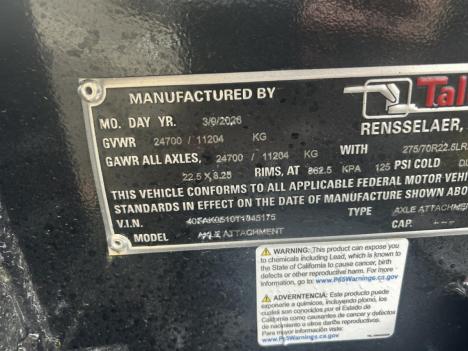 MANUFACTURED BY
Tal
RENSSELAER,
MO. DAY YR. 3/9/2026
GVWR 24700 / 11204 KG
GAWR ALL AXLES, 24700 / 11204 KG WITH 275/70R22.5LR
22.5 X 8.25 RIMS, AT 862.5 KPA 125 PSI COLD
THIS VEHICLE CONFORMS TO ALL APPLICABLE FEDERAL MOTOR VEHI
STANDARDS IN EFFECT ON THE DATE OF MANUFACTURE SHOWN ABO
V.I.N. TYPE AXLE ATTACHMEN
MODEL AXLE ATTACHMENT CAP.
WARNING: This product can expose you
to chemicals including Lead, which is known to
the State of California to cause cancer, birth
defects or other reproductive harm. For more
Information, go to: www.P65Warnings.ca.gov
ADVERTENCIA: Este producto puede
exponerle a químicos, incluyendo plomo, los
cuales son conocidos por el Estado de
California como causantes de cancer y defectos
de nacimiento u otros daños reproductivos.
Para mayor información, visite
www.P65Warnings.ca.gov